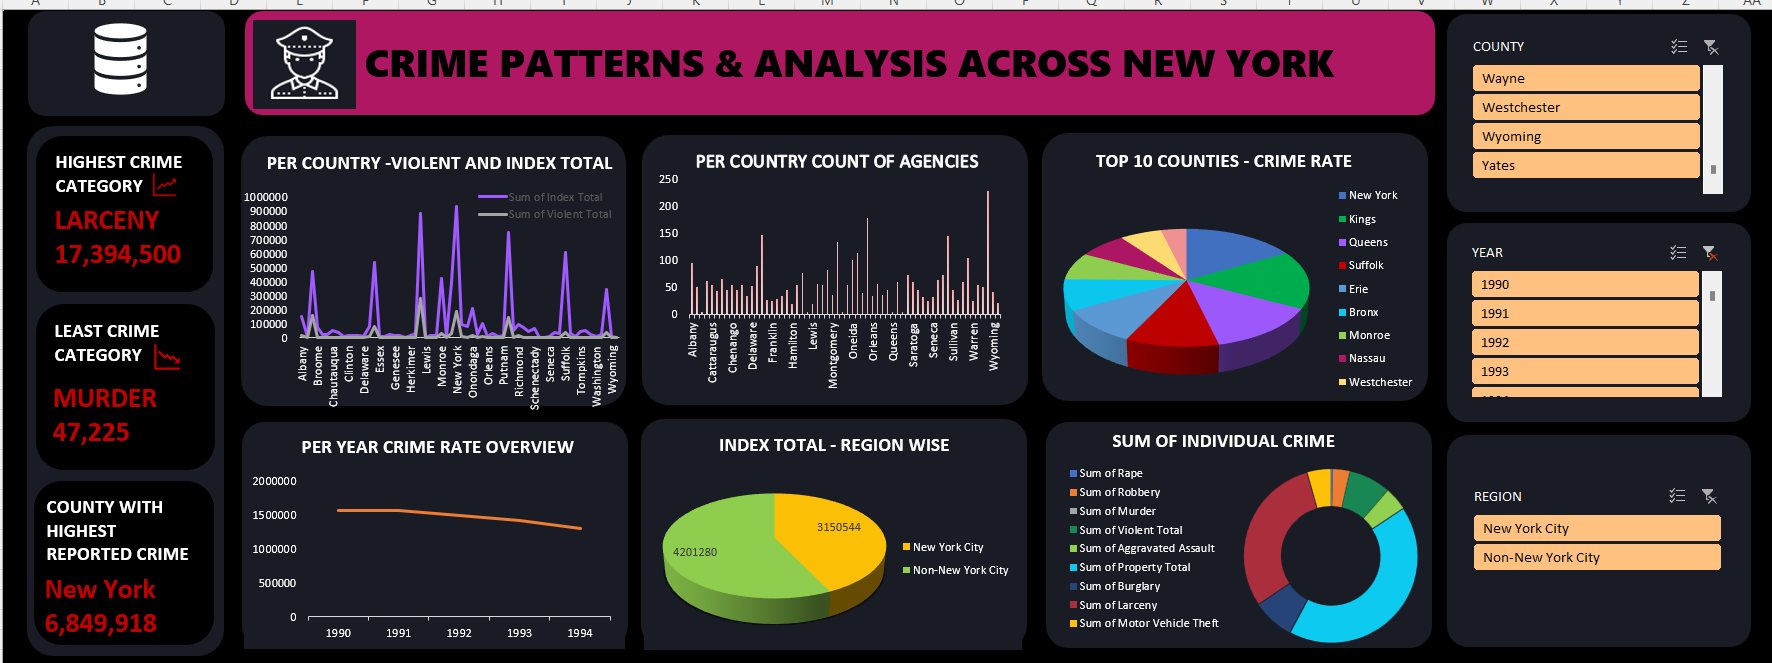 A B C D E F G H I J K L M N O P Q R S T U V W X Y Z AA
CRIME PATTERNS & ANALYSIS ACROSS NEW YORK
HIGHEST CRIME
CATEGORY
LARCENY
17,394,500
LEAST CRIME
CATEGORY
MURDER
47,225
COUNTY WITH
HIGHEST
REPORTED CRIME
New York
6,849,918
PER COUNTRY -VIOLENT AND INDEX TOTAL
Sum of Index Total
Sum of Violent Total
1000000
900000
800000
700000
600000
500000
400000
300000
200000
100000
0
Albany
Broome
Chautauqua
Clinton
Delaware
Essex
Genesee
Herkimer
Lewis
Monroe
New York
Onondaga
Orleans
Putnam
Richmond
Schenectady
Seneca
Suffolk
Tompkins
Washington
Wyoming
PER COUNTRY COUNT OF AGENCIES
250
200
150
100
50
0
Albany
Cattaraugus
Chenango
Delaware
Franklin
Hamilton
Lewis
Montgomery
Oneida
Orleans
Queens
Saratoga
Seneca
Sullivan
Warren
Wyoming
TOP 10 COUNTIES - CRIME RATE
New York
Kings
Queens
Suffolk
Erie
Bronx
Monroe
Nassau
Westchester
PER YEAR CRIME RATE OVERVIEW
2000000
1500000
1000000
500000
0
1990 1991 1992 1993 1994
INDEX TOTAL - REGION WISE
3150544
4201280
New York City
Non-New York City
SUM OF INDIVIDUAL CRIME
Sum of Rape
Sum of Robbery
Sum of Murder
Sum of Violent Total
Sum of Aggravated Assault
Sum of Property Total
Sum of Burglary
Sum of Larceny
Sum of Motor Vehicle Theft
COUNTY
Wayne
Westchester
Wyoming
Yates
YEAR
1990
1991
1992
1993
REGION
New York City
Non-New York City